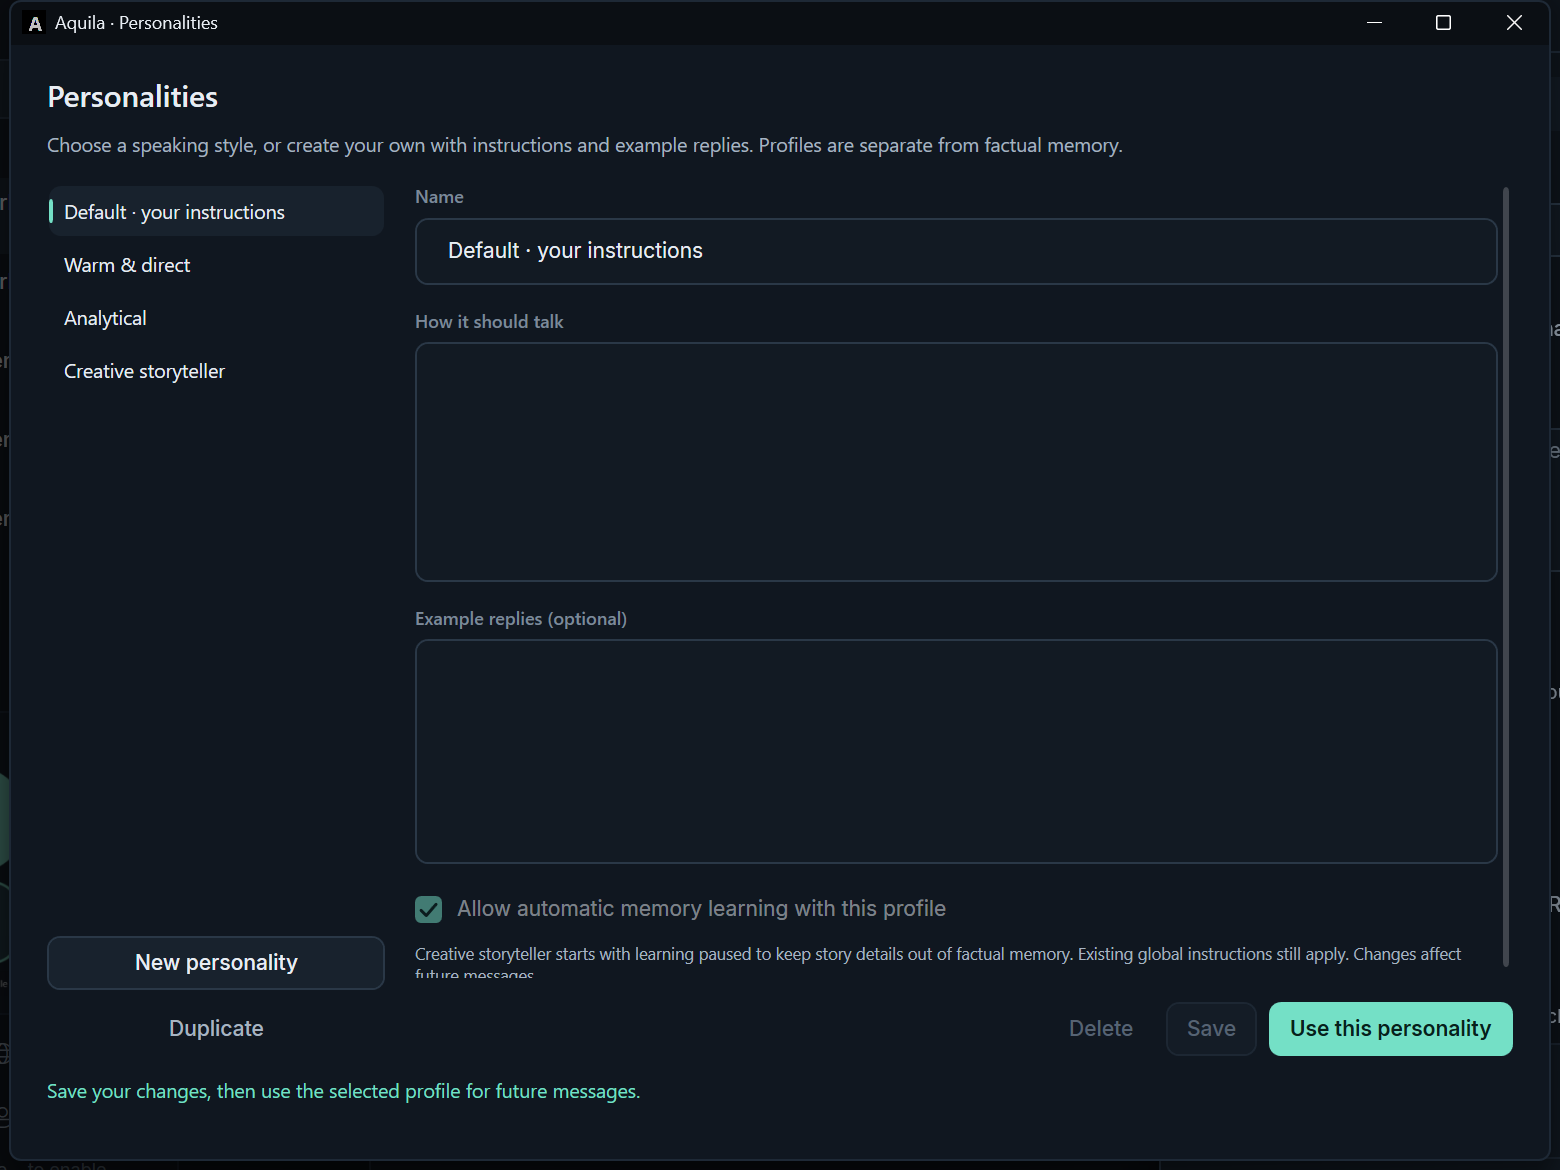 A Aquila · Personalities
Personalities
Choose a speaking style, or create your own with instructions and example replies. Profiles are separate from factual memory.
Default · your instructions
Warm & direct
Analytical
Creative storyteller
New personality
Duplicate
Name
Default · your instructions
How it should talk
Example replies (optional)
Allow automatic memory learning with this profile
Creative storyteller starts with learning paused to keep story details out of factual memory. Existing global instructions still apply. Changes affect
future messages.
Delete
Save
Use this personality
Save your changes, then use the selected profile for future messages.
to enable